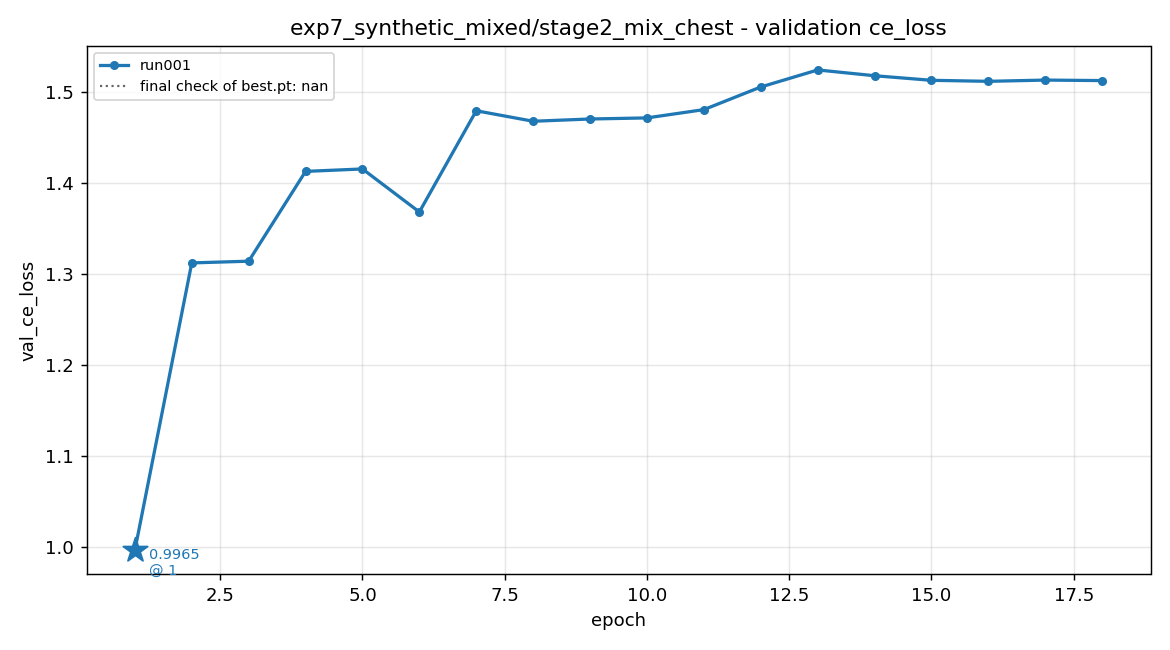 exp7_synthetic_mixed/stage2_mix_chest - validation ce_loss
run001
final check of best.pt: nan
val_ce_loss
1.5
1.4
1.3
1.2
1.1
1.0
0.9965
@ 1
2.5 5.0 7.5 10.0 12.5 15.0 17.5
epoch